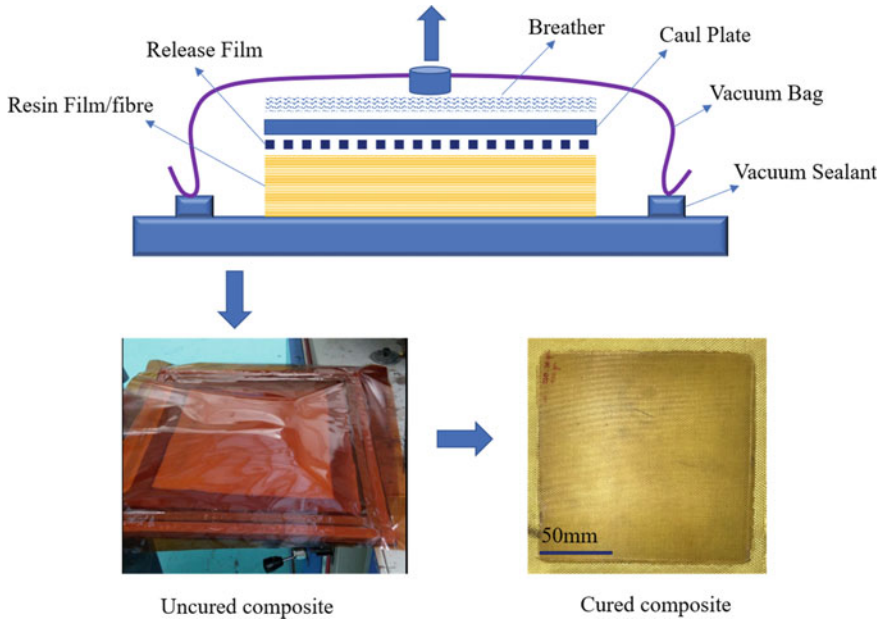 Breather
Release Film
Caul Plate
Resin Film/fibre
Vacuum Bag
Vacuum Sealant
50mm
Uncured composite
Cured composite